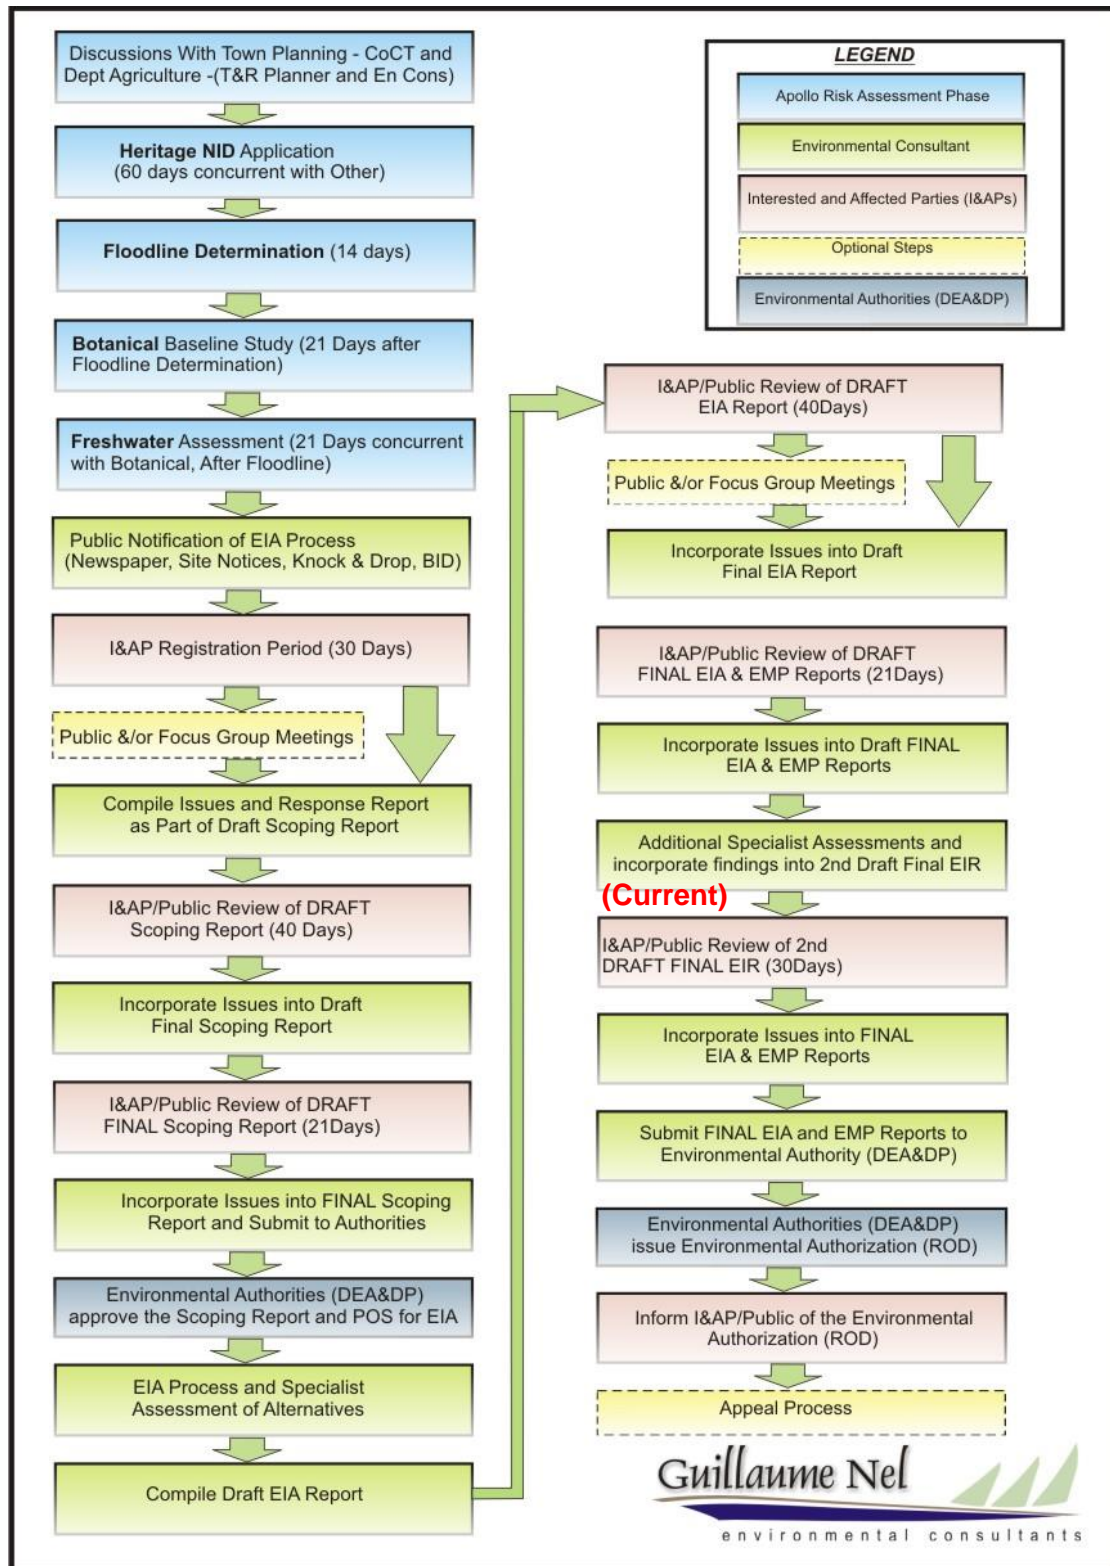 Discussions With Town Planning - CoCT and
Dept Agriculture -(T&R Planner and En Cons)
Heritage NID Application
(60 days concurrent with Other)
Floodline Determination (14 days)
Botanical Baseline Study (21 Days after
Floodline Determination)
Freshwater Assessment (21 Days concurrent
with Botanical, After Floodline)
Public Notification of EIA Process
(Newspaper, Site Notices, Knock & Drop, BID)
I&AP Registration Period (30 Days)
Public &/or Focus Group Meetings
Compile Issues and Response Report
as Part of Draft Scoping Report
I&AP/Public Review of DRAFT
Scoping Report (40 Days)
Incorporate Issues into Draft
Final Scoping Report
I&AP/Public Review of DRAFT
FINAL Scoping Report (21Days)
Incorporate Issues into FINAL Scoping
Report and Submit to Authorities
Environmental Authorities (DEA&DP)
approve the Scoping Report and POS for EIA
EIA Process and Specialist
Assessment of Alternatives
Compile Draft EIA Report
LEGEND
Apollo Risk Assessment Phase
Environmental Consultant
Interested and Affected Parties (I&APs)
Optional Steps
Environmental Authorities (DEA&DP)
I&AP/Public Review of DRAFT
EIA Report (40Days)
Public &/or Focus Group Meetings
Incorporate Issues into Draft
Final EIA Report
I&AP/Public Review of DRAFT
FINAL EIA & EMP Reports (21Days)
Incorporate Issues into Draft FINAL
EIA & EMP Reports
Additional Specialist Assessments and
incorporate findings into 2nd Draft Final EIR
(Current)
I&AP/Public Review of 2nd
DRAFT FINAL EIR (30Days)
Incorporate Issues into FINAL
EIA & EMP Reports
Submit FINAL EIA and EMP Reports to
Environmental Authority (DEA&DP)
Environmental Authorities (DEA&DP)
issue Environmental Authorization (ROD)
Inform I&AP/Public of the Environmental
Authorization (ROD)
Appeal Process
Guillaume Nel
environmental consultants